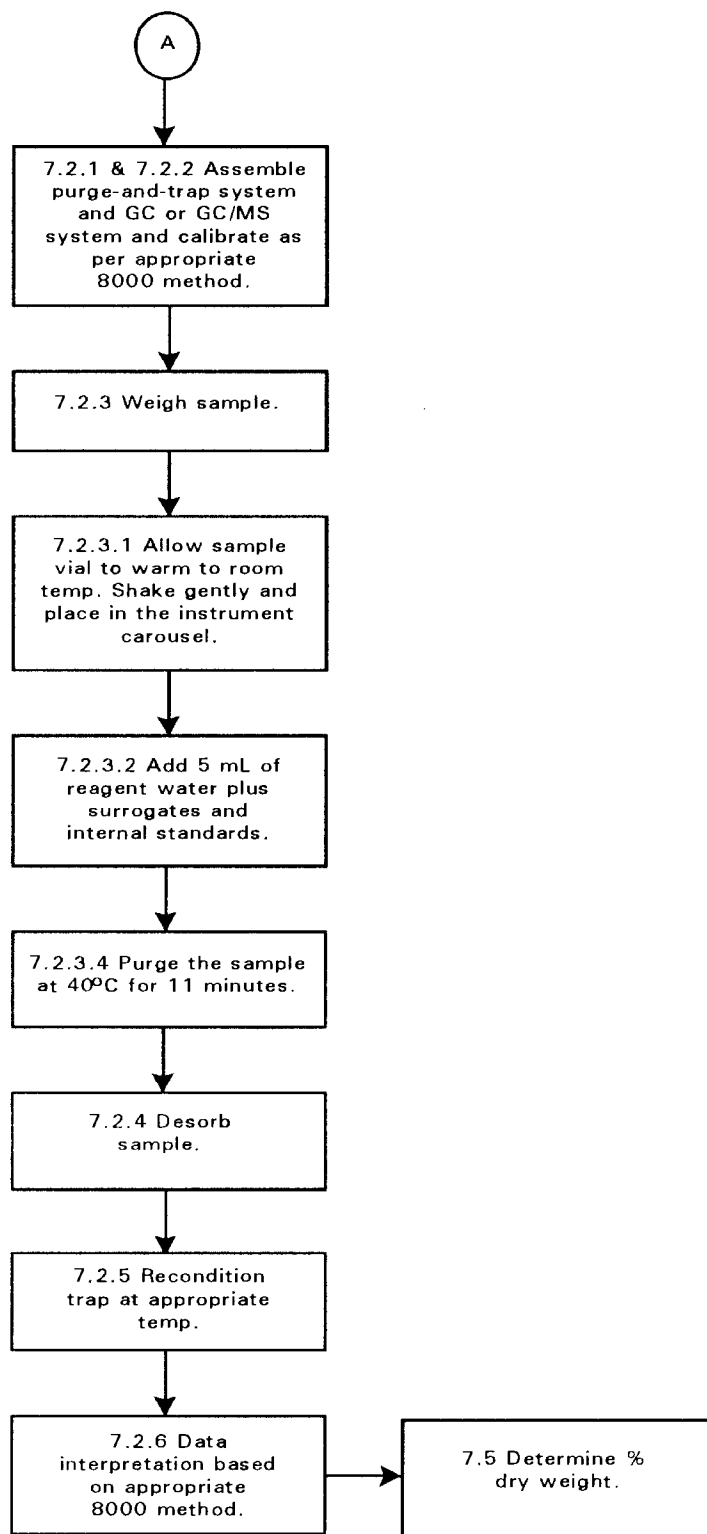 A
7.2.1 & 7.2.2 Assemble
purge-and-trap system
and GC or GC/MS
system and calibrate as
per appropriate
8000 method.
7.2.3 Weigh sample.
7.2.3.1 Allow sample
vial to warm to room
temp. Shake gently and
place in the instrument
carousel.
7.2.3.2 Add 5 mL of
reagent water plus
surrogates and
internal standards.
7.2.3.4 Purge the sample
at 40ºC for 11 minutes.
7.2.4 Desorb
sample.
7.2.5 Recondition
trap at appropriate
temp.
7.2.6 Data
interpretation based
on appropriate
8000 method.
7.5 Determine %
dry weight.